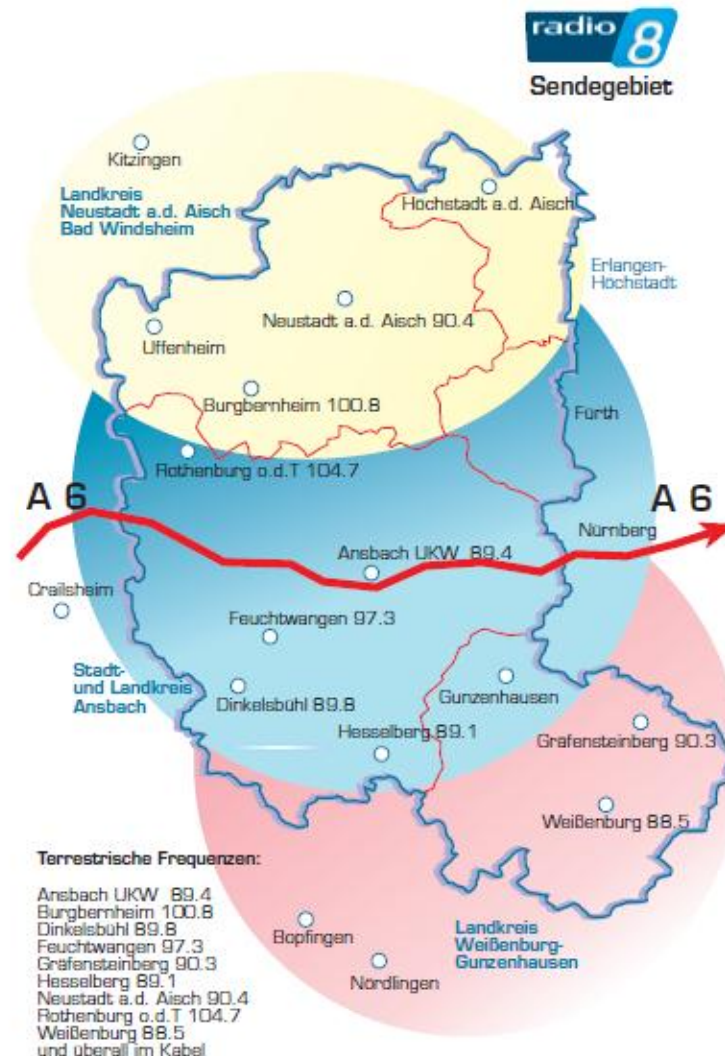 radio 8
Sendegebiet
Kitzingen
Landkreis
Neustadt a.d. Aisch
Bad Windsheim
Höchstadt a.d. Aisch
Erlangen-
Höchstadt
Neustadt a.d. Aisch 90.4
Uffenheim
Burgbernheim 100.8
Fürth
Rothenburg o.d.T 104.7
A 6
A 6
Nürnberg
Ansbach UKW 89.4
Crailsheim
Feuchtwangen 97.3
Stadt-
und Landkreis
Ansbach
Dinkelsbühl 89.8
Gunzenhausen
Hesselberg 89.1
Gräfensteinberg 90.3
Weißenburg 88.5
Terrestrische Frequenzen:
Ansbach UKW 89.4
Burgbernheim 100.8
Dinkelsbühl 89.8
Feuchtwangen 97.3
Gräfensteinberg 90.3
Hesselberg 89.1
Neustadt a.d. Aisch 90.4
Rothenburg o.d.T 104.7
Weißenburg 88.5
und überall im Kabel
Bopfingen
Nördlingen
Landkreis
Weißenburg-
Gunzenhausen